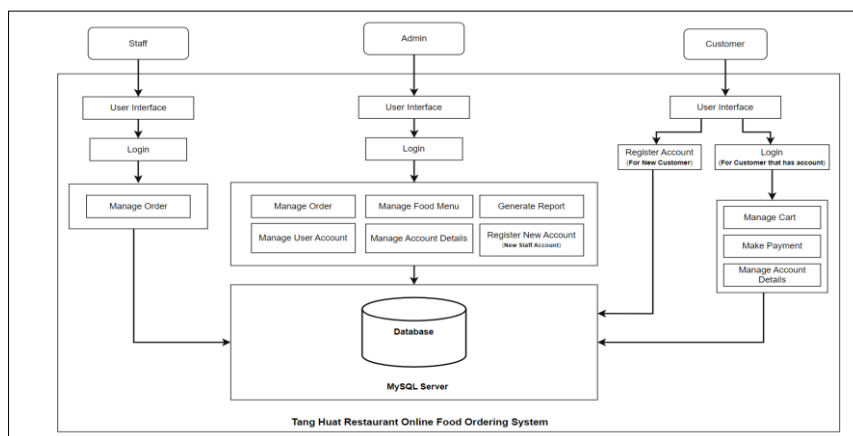 Staff
Admin
Customer
User Interface
User Interface
User Interface
Login
Login
Register Account
(For New Customer)
Login
(For Customer that has account)
Manage Order
Manage Order
Manage Food Menu
Generate Report
Manage User Account
Manage Account Details
Register New Account
(New Staff Account)
Manage Cart
Make Payment
Manage Account
Details
Database
MySQL Server
Tang Huat Restaurant Online Food Ordering System